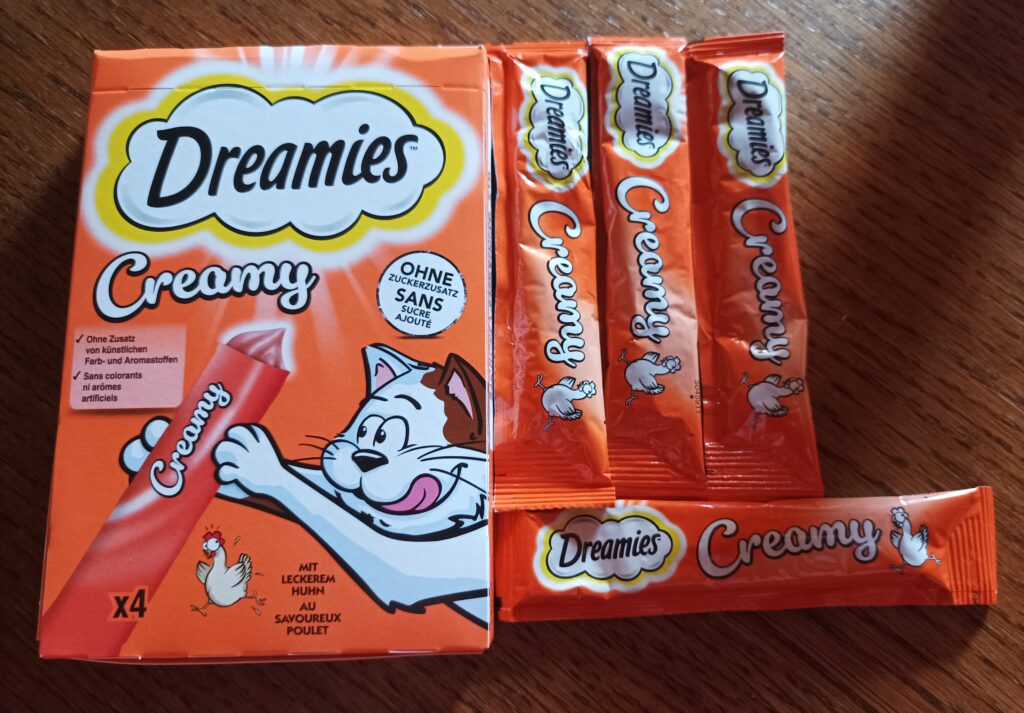 Dreamies™
Creamy
OHNE
ZUCKERZUSATZ
SANS
SUCRE
AJOUTÉ
✓ Ohne Zusatz
von künstlichen
Farb- und Aromastoffen
✓ Sans colorants
ni arômes
artificiels
Creamy
x4
MIT
LECKEREM
HUHN
AU
SAVOUREUX
POULET
Dreamies
Creamy
Dreamies
Creamy
Dreamies
Creamy
Dreamies
Creamy